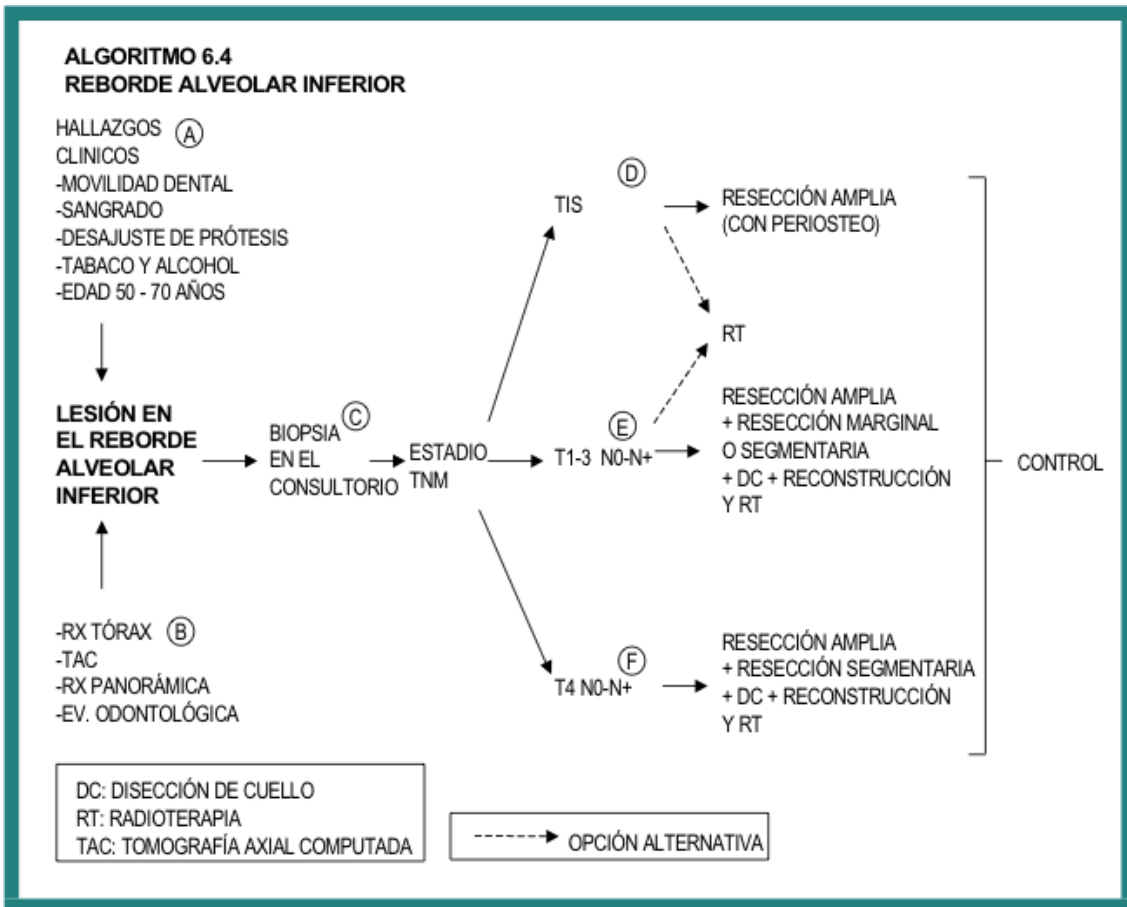 ALGORITMO 6.4
REBORDE ALVEOLAR INFERIOR
HALLAZGOS Ⓐ
CLINICOS
-MOVILIDAD DENTAL
-SANGRADO
-DESAJUSTE DE PRÓTESIS
-TABACO Y ALCOHOL
-EDAD 50 - 70 AÑOS
LESIÓN EN
EL REBORDE
ALVEOLAR
INFERIOR
-RX TÓRAX Ⓑ
-TAC
-RX PANORÁMICA
-EV. ODONTOLÓGICA
BIOPSIA Ⓒ
EN EL
CONSULTORIO
ESTADIO
TNM
Ⓓ
TIS
RESECCIÓN AMPLIA
(CON PERIOSTEO)
RT
Ⓔ
T1-3 N0-N+
RESECCIÓN AMPLIA
+ RESECCIÓN MARGINAL
O SEGMENTARIA
+ DC + RECONSTRUCCIÓN
Y RT
Ⓕ
T4 N0-N+
RESECCIÓN AMPLIA
+ RESECCIÓN SEGMENTARIA
+ DC + RECONSTRUCCIÓN
Y RT
CONTROL
DC: DISECCIÓN DE CUELLO
RT: RADIOTERAPIA
TAC: TOMOGRAFÍA AXIAL COMPUTADA
OPCIÓN ALTERNATIVA